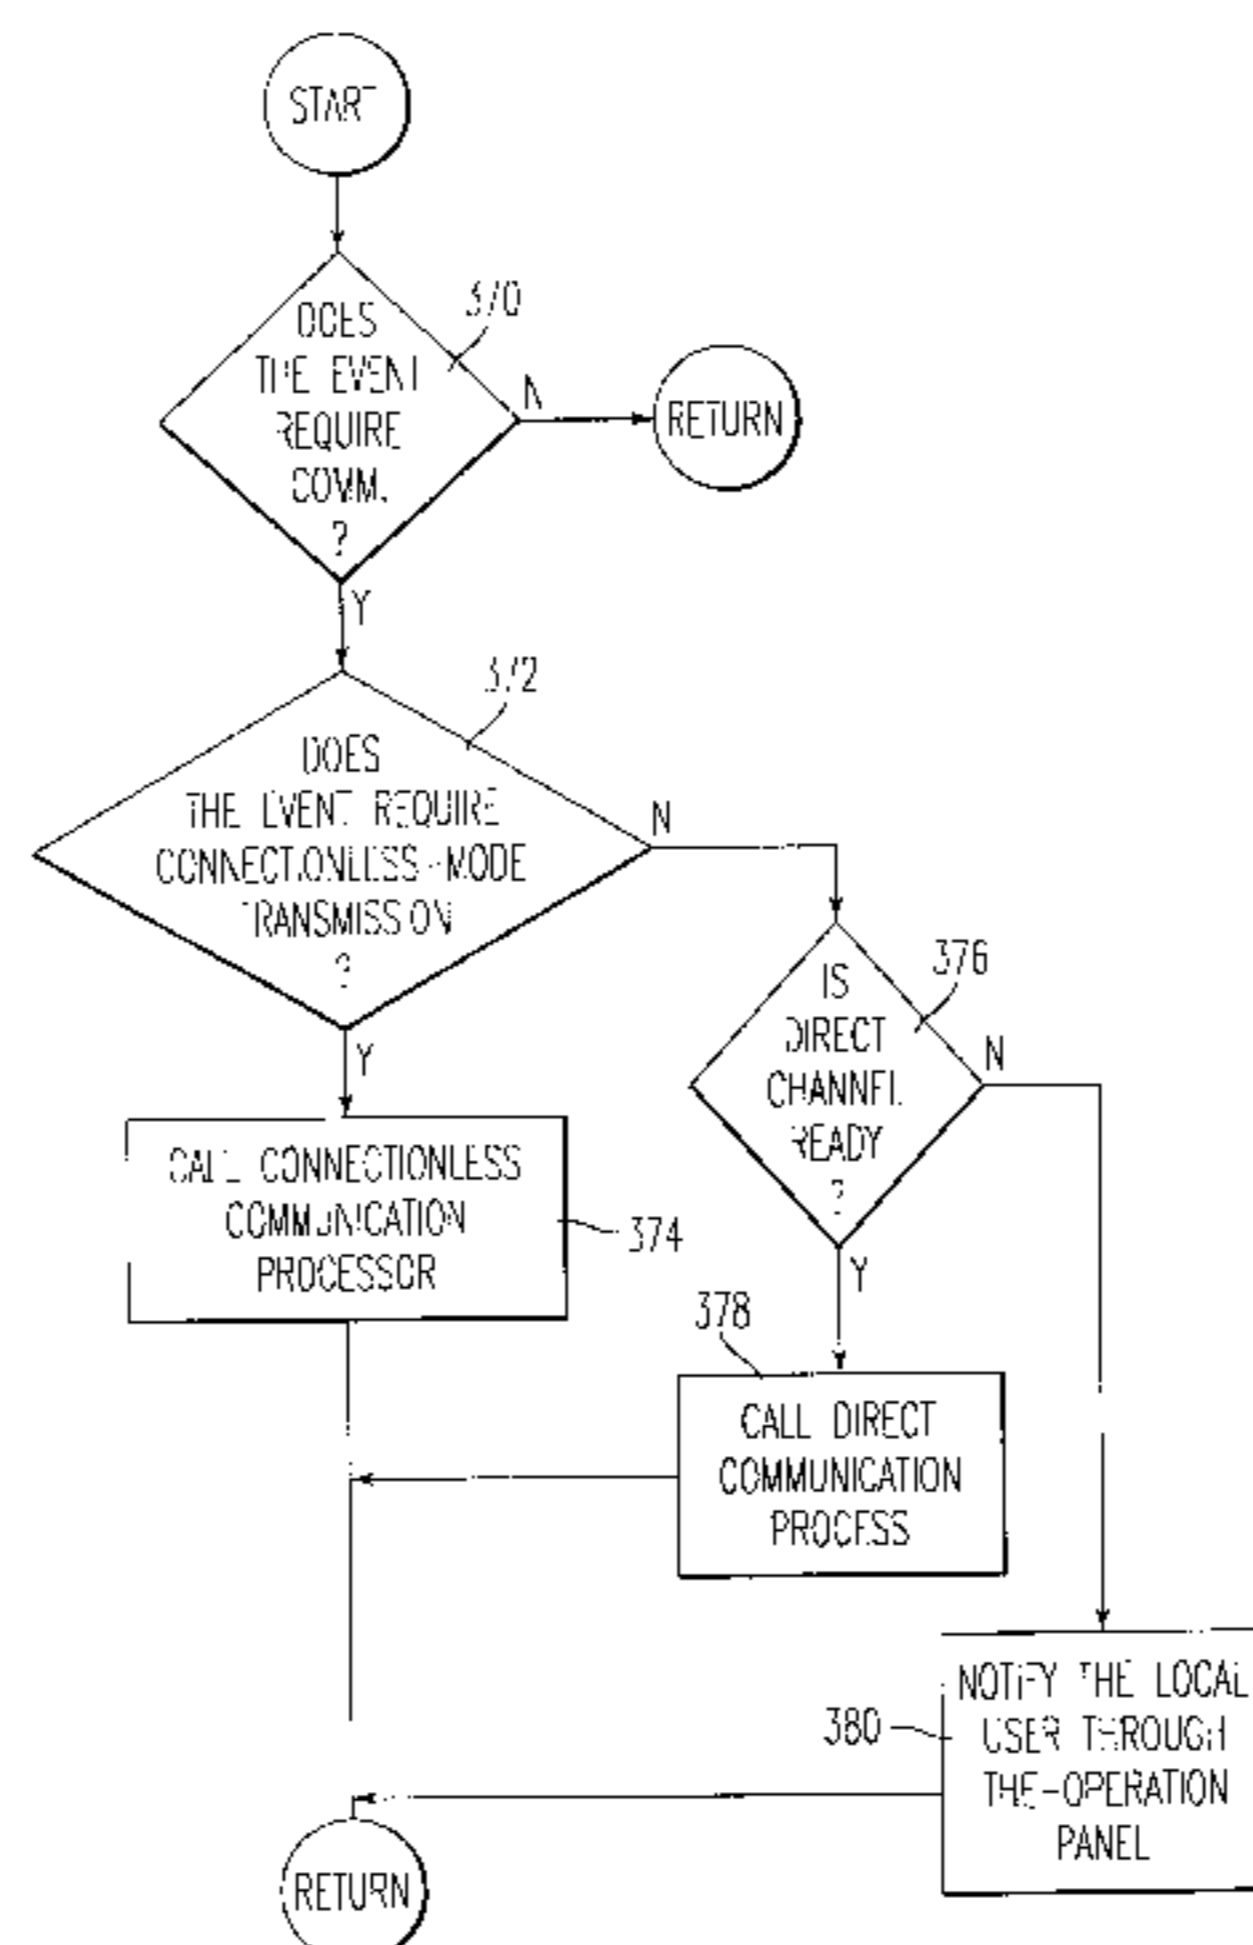 START
370
DOES
THE EVENT
REQUIRE
COMM.
?
N
RETURN
Y
372
DOES
THE EVENT REQUIRE
CONNECTIONLESS-MODE
TRANSMISSION
?
N
Y
376
IS
DIRECT
CHANNEL
READY
?
N
Y
CALL CONNECTIONLESS
COMMUNICATION
PROCESSOR
374
378
CALL DIRECT
COMMUNICATION
PROCESS
380
NOTIFY THE LOCAL
USER THROUGH
THE-OPERATION
PANEL
RETURN